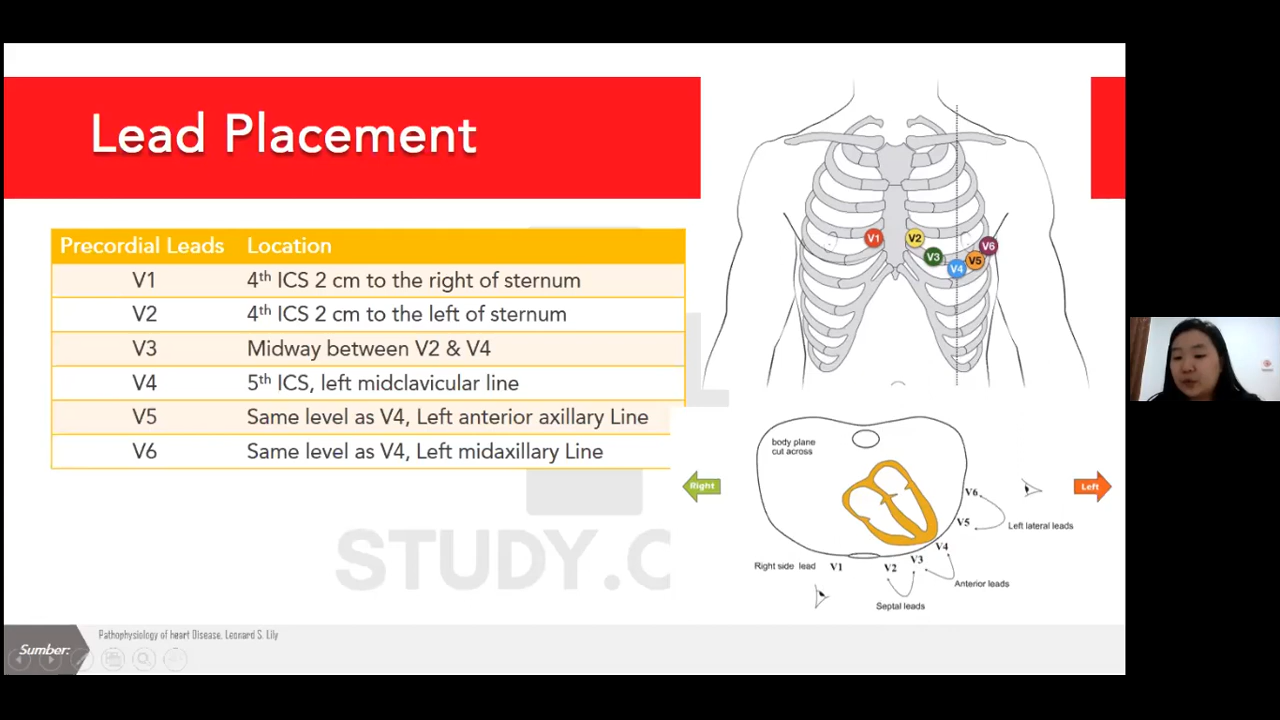 Lead Placement
Precordial Leads Location
V1 4th ICS 2 cm to the right of sternum
V2 4th ICS 2 cm to the left of sternum
V3 Midway between V2 & V4
V4 5th ICS, left midclavicular line
V5 Same level as V4, Left anterior axillary Line
V6 Same level as V4, Left midaxillary Line
STUDY.C
V1
V2
V3
V4
V5
V6
body plane
cut across
Right
Left
V6
V5
Left lateral leads
V4
V3
Right side lead V1
V2
Anterior leads
Septal leads
Sumber:
Pathophysiology of heart Disease, Leonard S. Lily